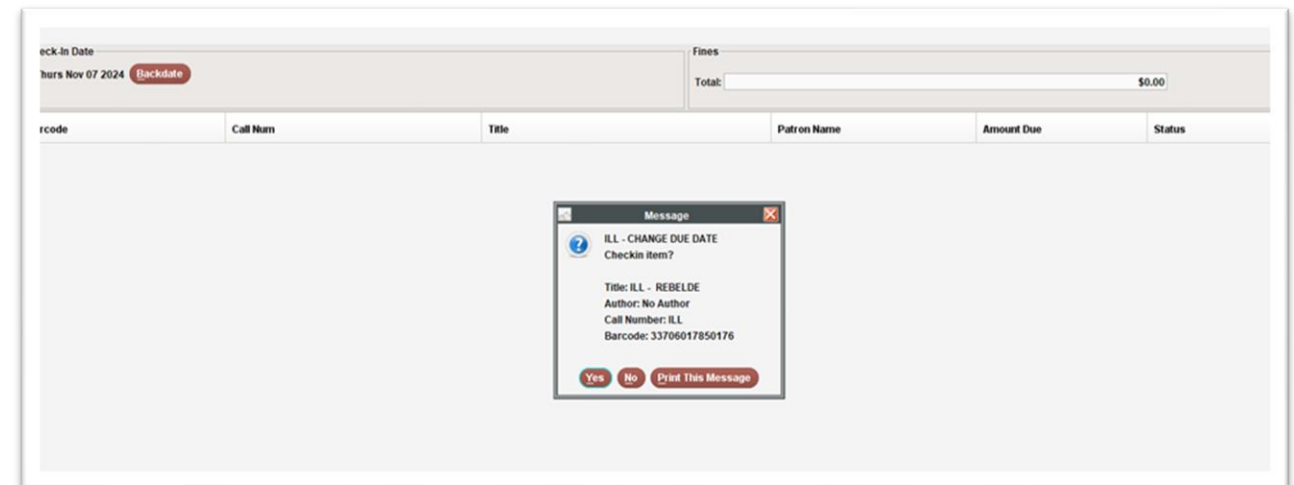 eck-In Date
Fines
hurs Nov 07 2024 Backdate
Total: $0.00
rcode Call Num Title Patron Name Amount Due Status
Message
ILL - CHANGE DUE DATE
Checkin item?
Title: ILL - REBELDE
Author: No Author
Call Number: ILL
Barcode: 33706017850176
Yes No Print This Message